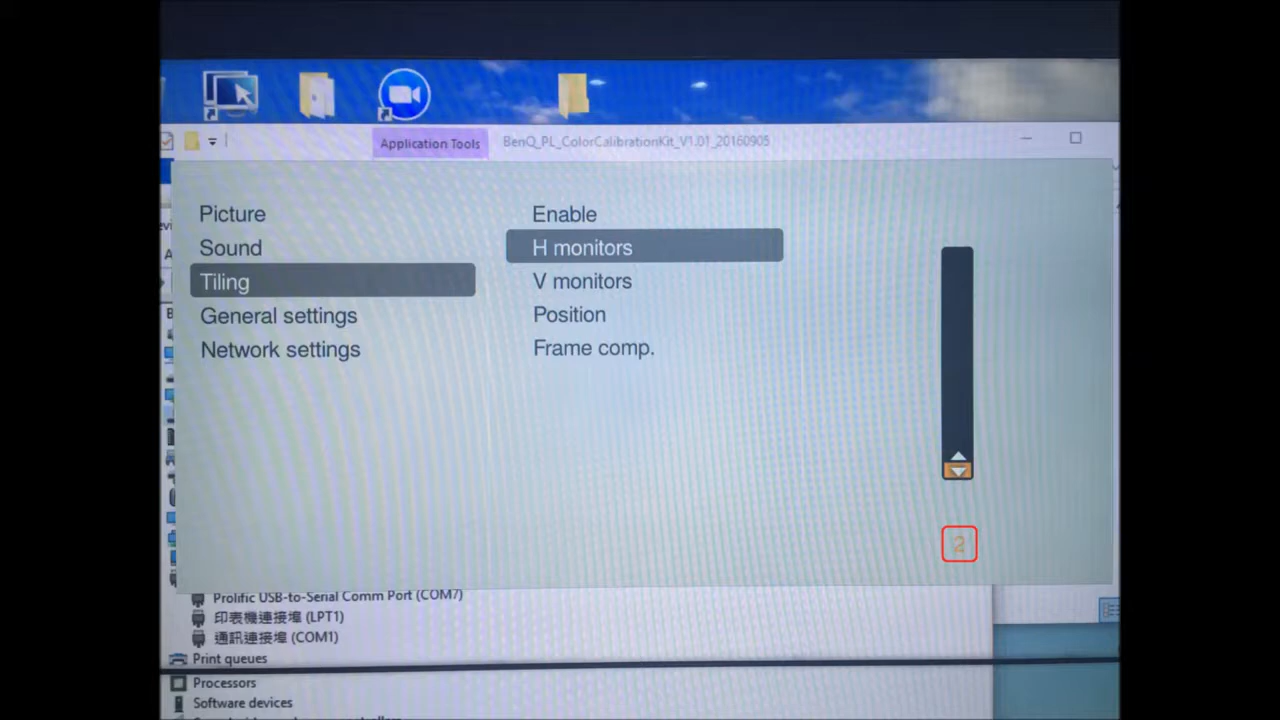 Application Tools
BenQ_PL_ColorCalibrationKit_V1.01_20160905
Picture
Enable
Sound
H monitors
Tiling
V monitors
General settings
Position
Network settings
Frame comp.
2
Prolific USB-to-Serial Comm Port (COM7)
印表機連接埠 (LPT1)
通訊連接埠 (COM1)
Print queues
Processors
Software devices